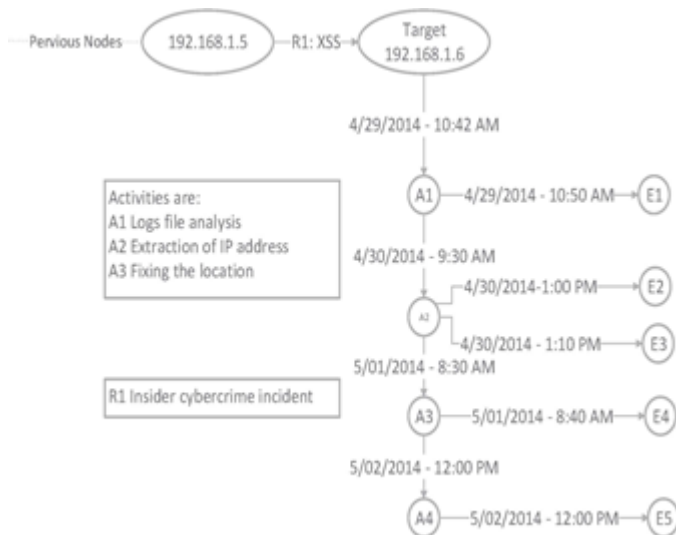 Pervious Nodes
192.168.1.5
R1: XSS
Target
192.168.1.6
4/29/2014 - 10:42 AM
Activities are:
A1 Logs file analysis
A2 Extraction of IP address
A3 Fixing the location
A1
4/29/2014 - 10:50 AM
E1
4/30/2014 - 9:30 AM
4/30/2014-1:00 PM
E2
A2
4/30/2014 - 1:10 PM
E3
5/01/2014 - 8:30 AM
R1 Insider cybercrime incident
A3
5/01/2014 - 8:40 AM
E4
5/02/2014 - 12:00 PM
A4
5/02/2014 - 12:00 PM
E5